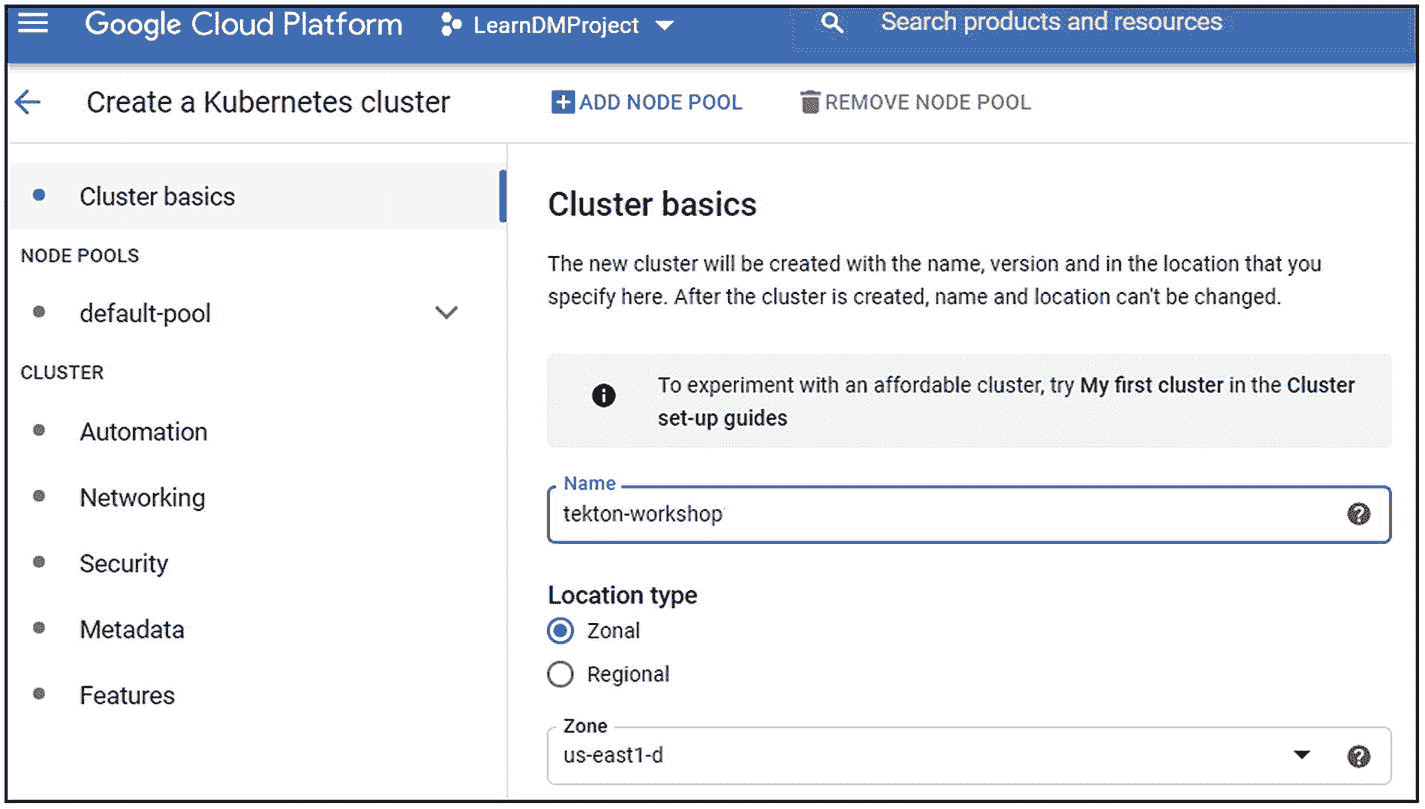 Google Cloud Platform LearnDMProject Search products and resources
Create a Kubernetes cluster ADD NODE POOL REMOVE NODE POOL
Cluster basics
NODE POOLS
default-pool
CLUSTER
Automation
Networking
Security
Metadata
Features
Cluster basics
The new cluster will be created with the name, version and in the location that you
specify here. After the cluster is created, name and location can't be changed.
To experiment with an affordable cluster, try My first cluster in the Cluster
set-up guides
Name
tekton-workshop
Location type
Zonal
Regional
Zone
us-east1-d